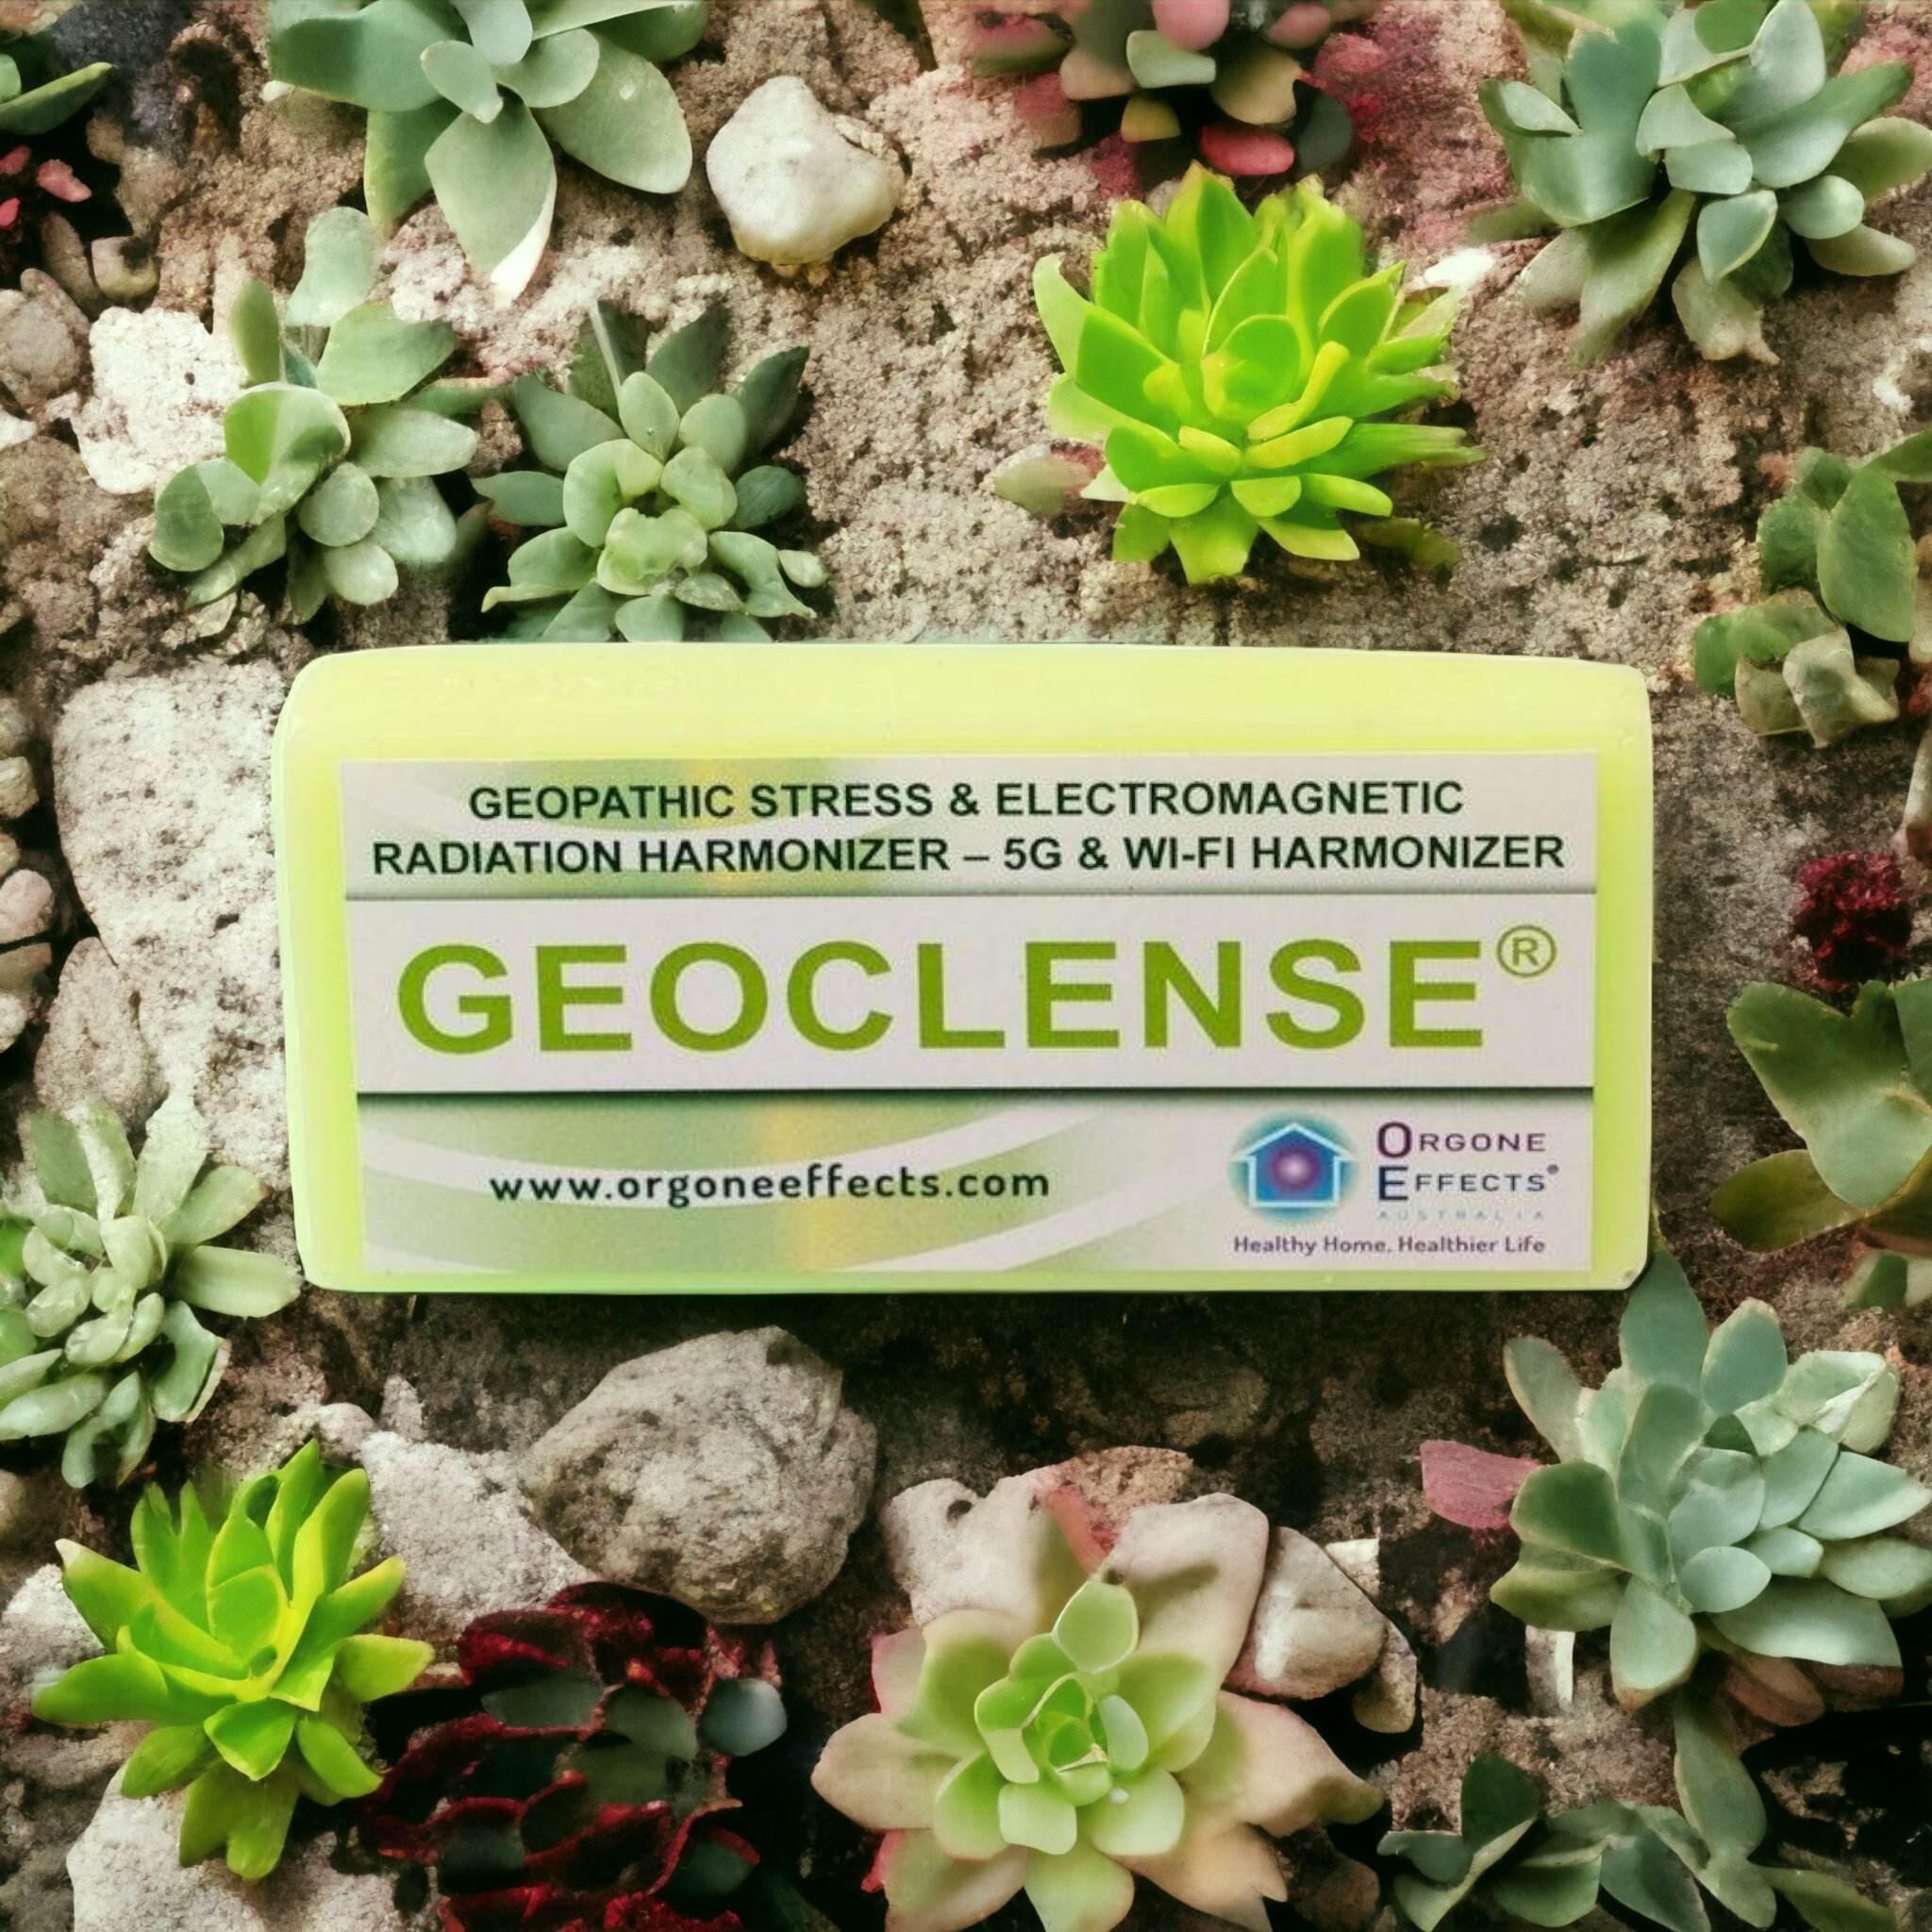 GEOPATHIC STRESS & ELECTROMAGNETIC
RADIATION HARMONIZER – 5G & WI-FI HARMONIZER
GEOCLENSE®
www.orgoneeffects.com
ORGONE
EFFECTS®
AUSTRALIA
Healthy Home, Healthier Life